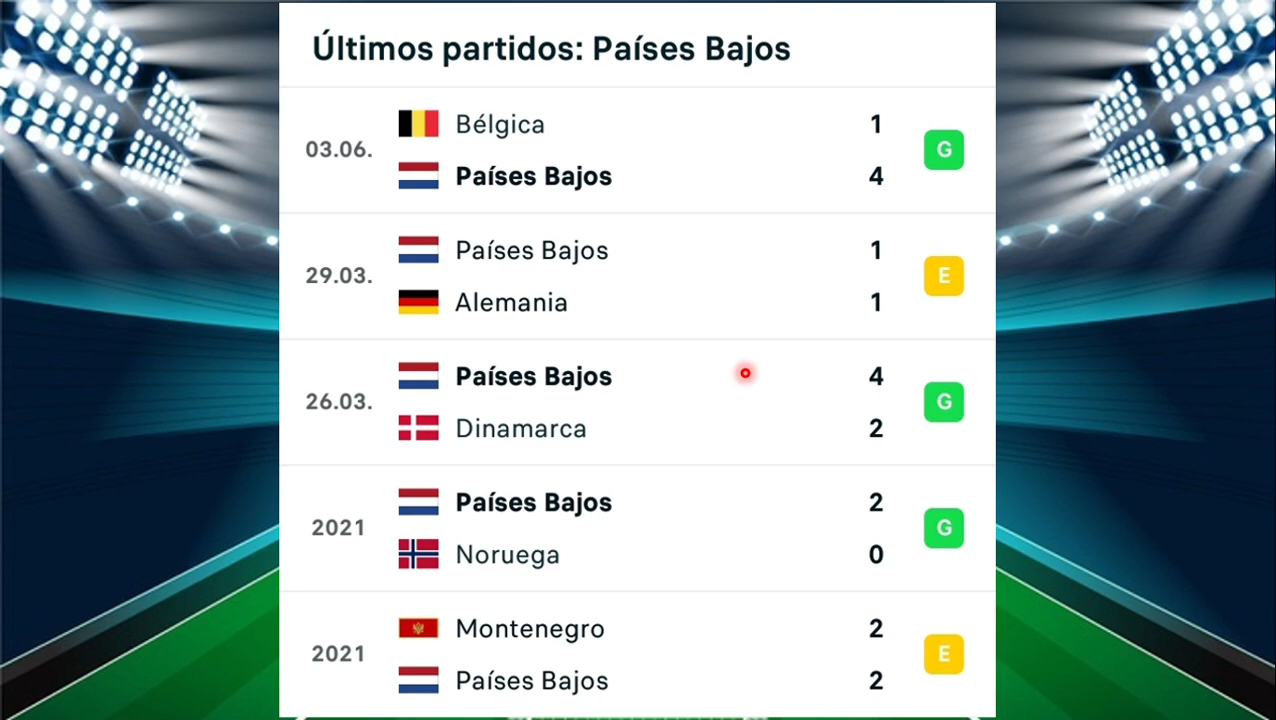 Últimos partidos: Países Bajos
03.06.
Bélgica 1
Países Bajos 4
G
29.03.
Países Bajos 1
Alemania 1
E
26.03.
Países Bajos 4
Dinamarca 2
G
2021
Países Bajos 2
Noruega 0
G
2021
Montenegro 2
Países Bajos 2
E